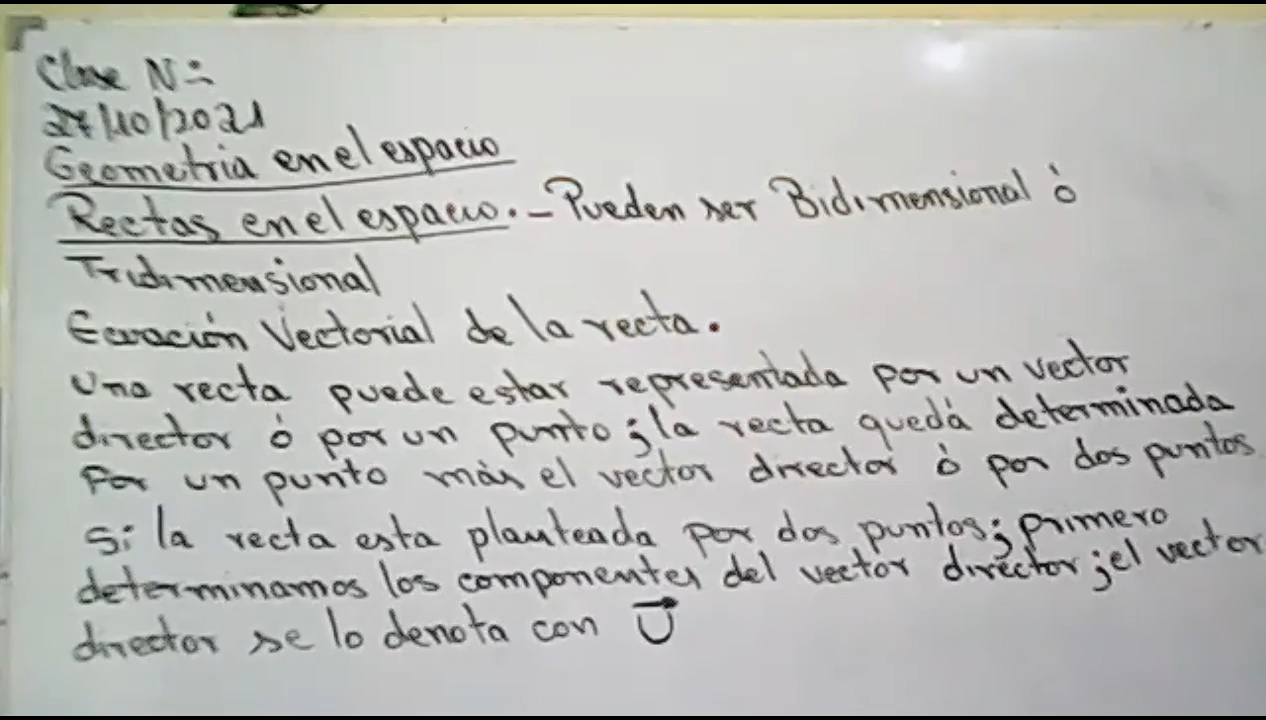 Clase N=
27/10/2021
Geometria en el espacio
Rectas en el espacio.- Pueden ser Bidimensional ó
Tridimensional
Ecuación Vectorial de la recta.
Una recta puede estar representada por un vector
director ó por un punto; la recta quedá determinada
Por un punto más el vector director ó por dos puntos
Si la recta esta planteada por dos puntos; primero
determinamos los componentes del vector director; el vector
director se lo denota con U⃗